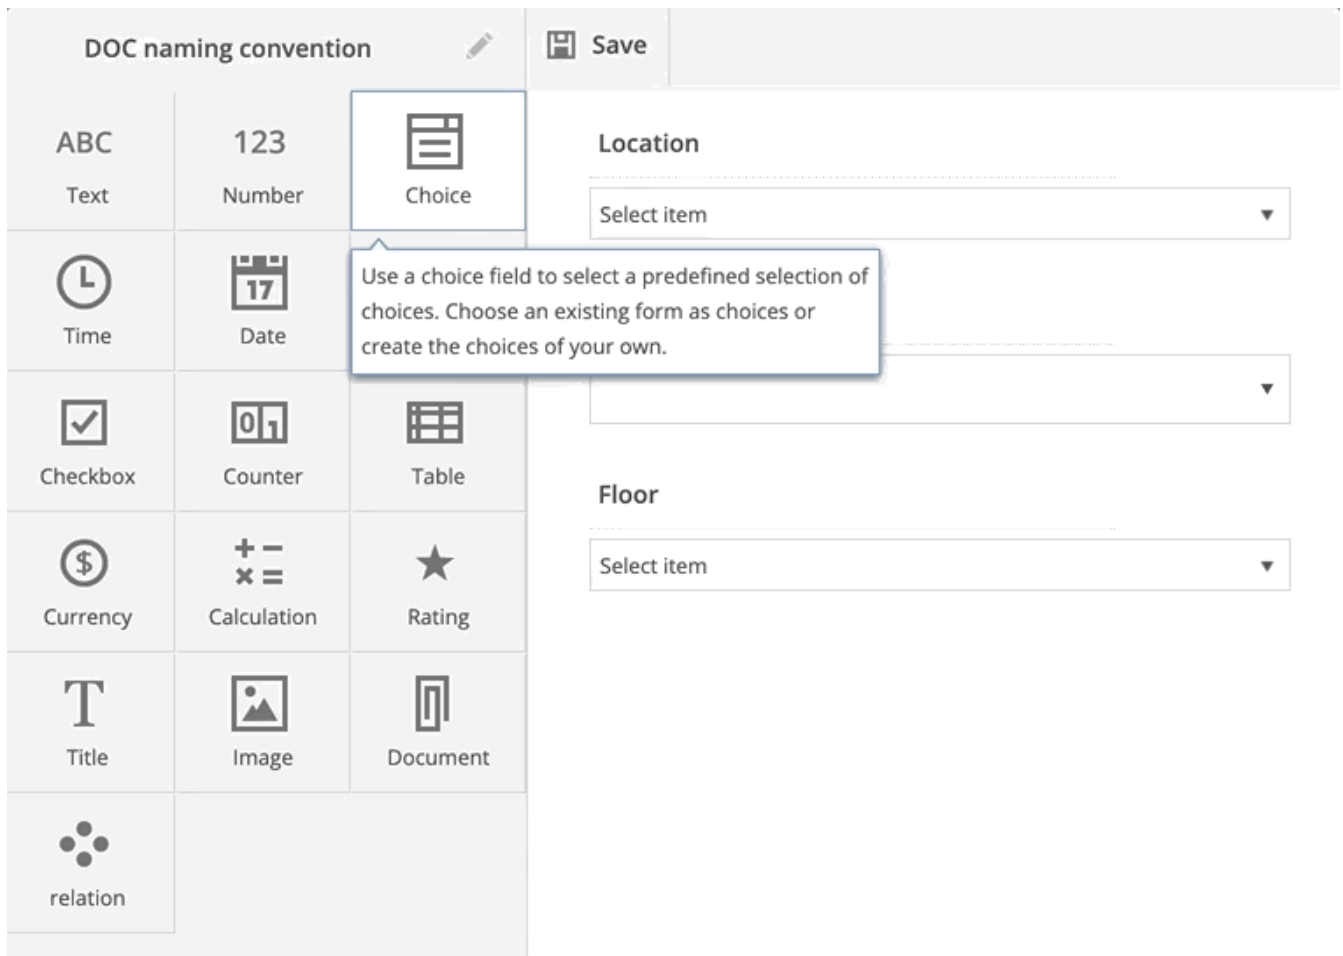 DOC naming convention
Save
ABC
Text
123
Number
Choice
Time
17
Date
Use a choice field to select a predefined selection of
choices. Choose an existing form as choices or
create the choices of your own.
Checkbox
01
Counter
Table
$
Currency
+ −
× =
Calculation
Rating
T
Title
Image
Document
relation
Location
Select item
Floor
Select item